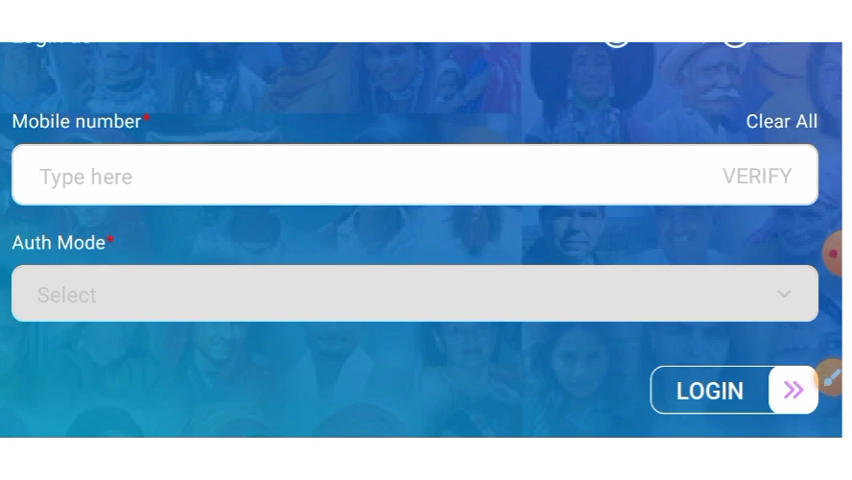 Mobile number*
Clear All
Type here
VERIFY
Auth Mode*
Select
LOGIN